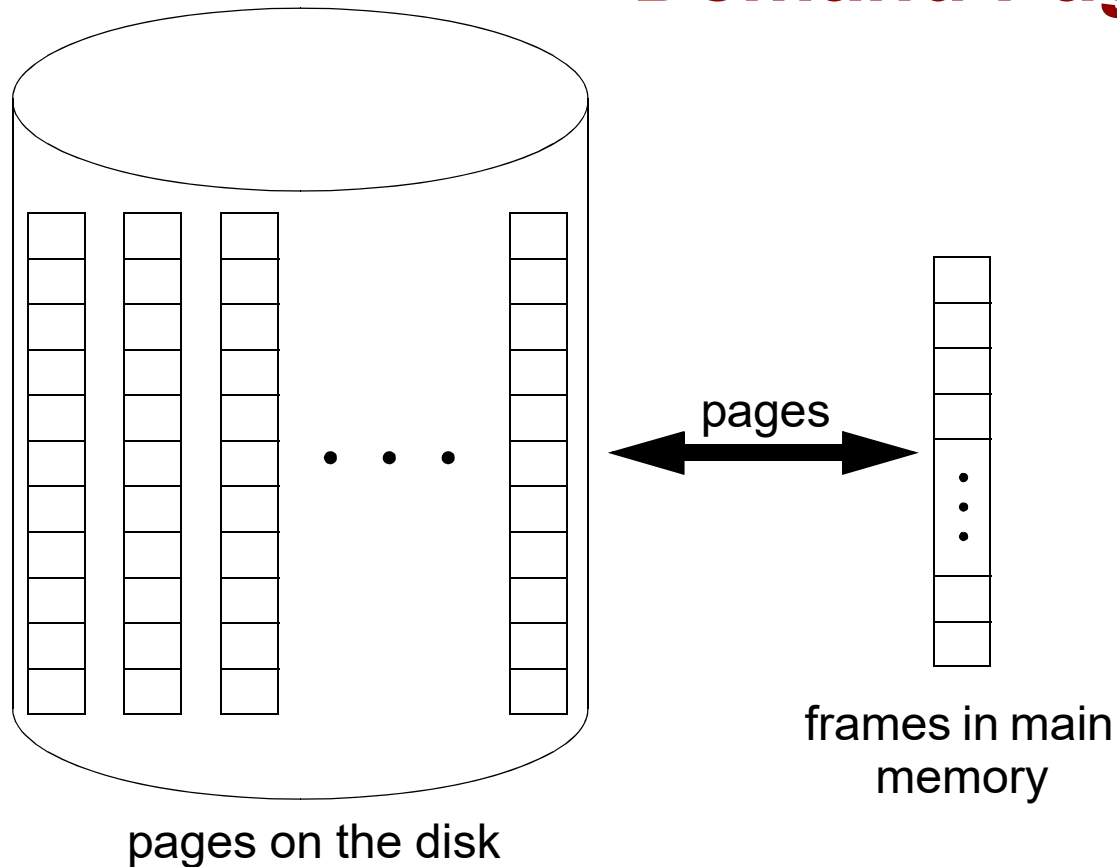 pages
frames in main
memory
pages on the disk